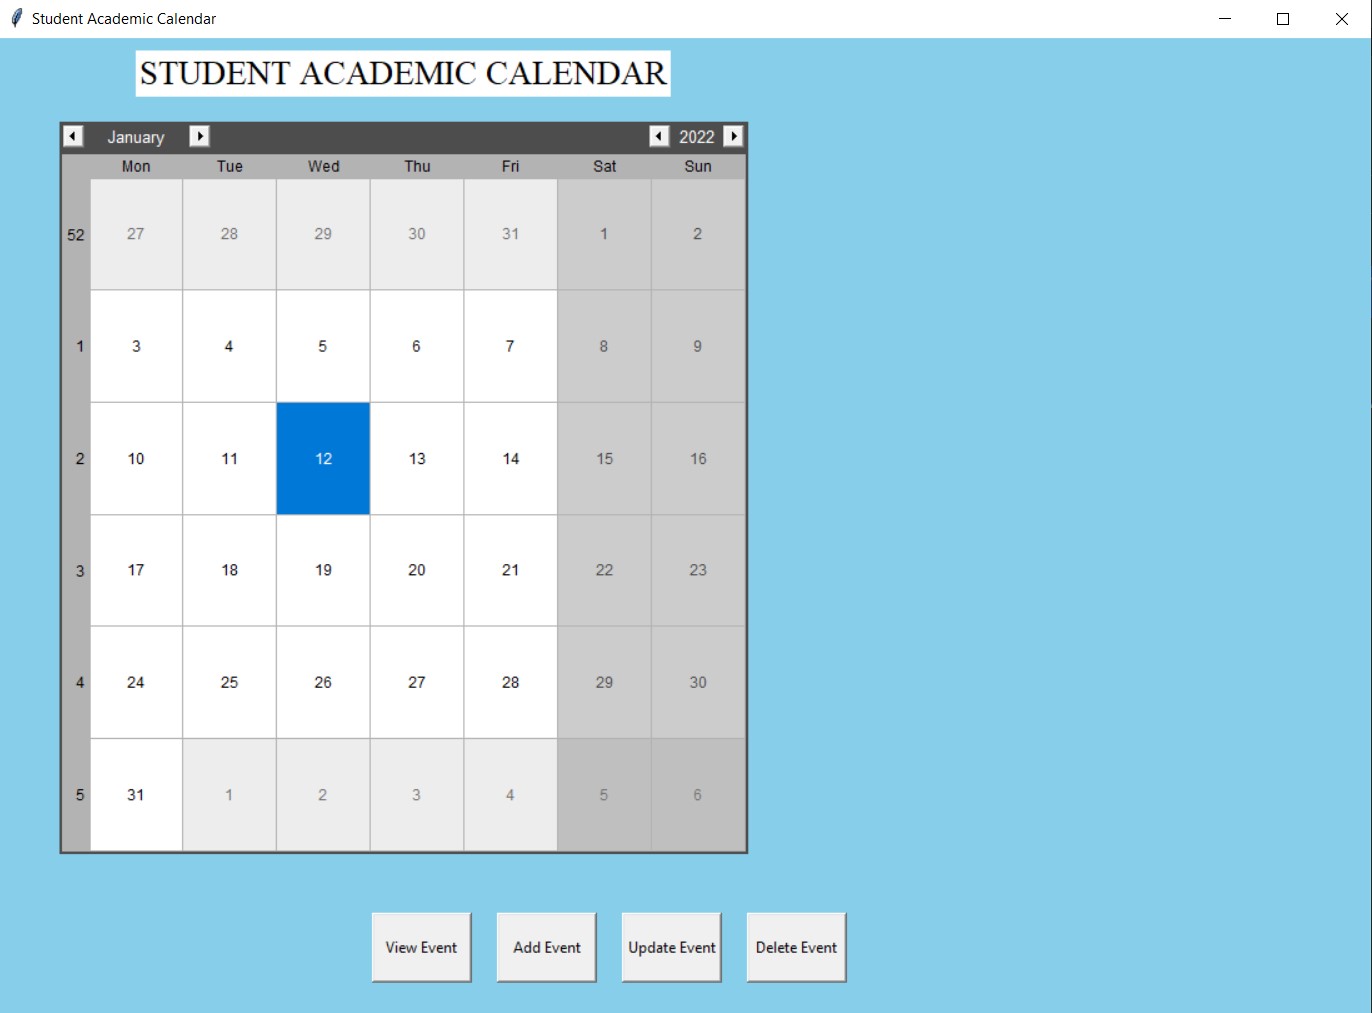 Student Academic Calendar
STUDENT ACADEMIC CALENDAR
January 2022
Mon Tue Wed Thu Fri Sat Sun
52 27 28 29 30 31 1 2
1 3 4 5 6 7 8 9
2 10 11 12 13 14 15 16
3 17 18 19 20 21 22 23
4 24 25 26 27 28 29 30
5 31 1 2 3 4 5 6
View Event Add Event Update Event Delete Event